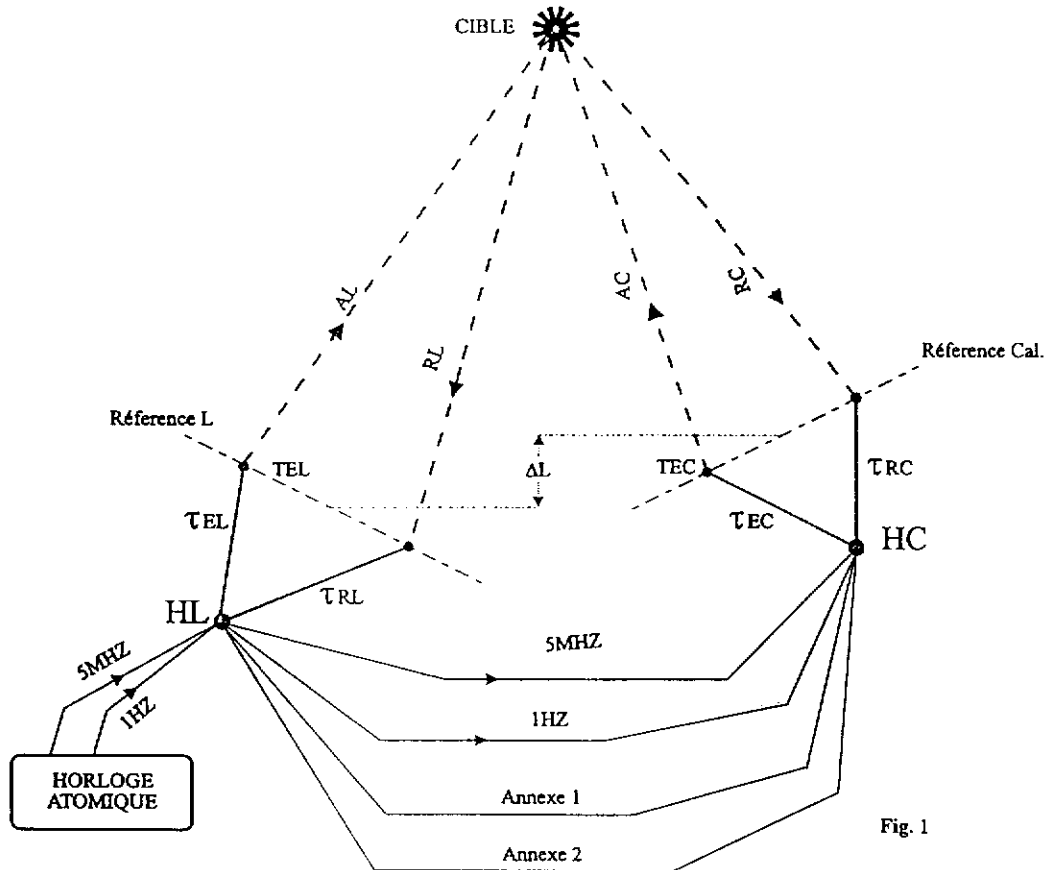 CIBLE
AL
RL
AC
RC
Réference Cal.
Réference L
TEL
ΔL
TEC
τRC
τEL
τEC
HC
τRL
HL
5MHZ
5MHZ
1HZ
1HZ
HORLOGE
ATOMIQUE
Annexe 1
Fig. 1
Annexe 2